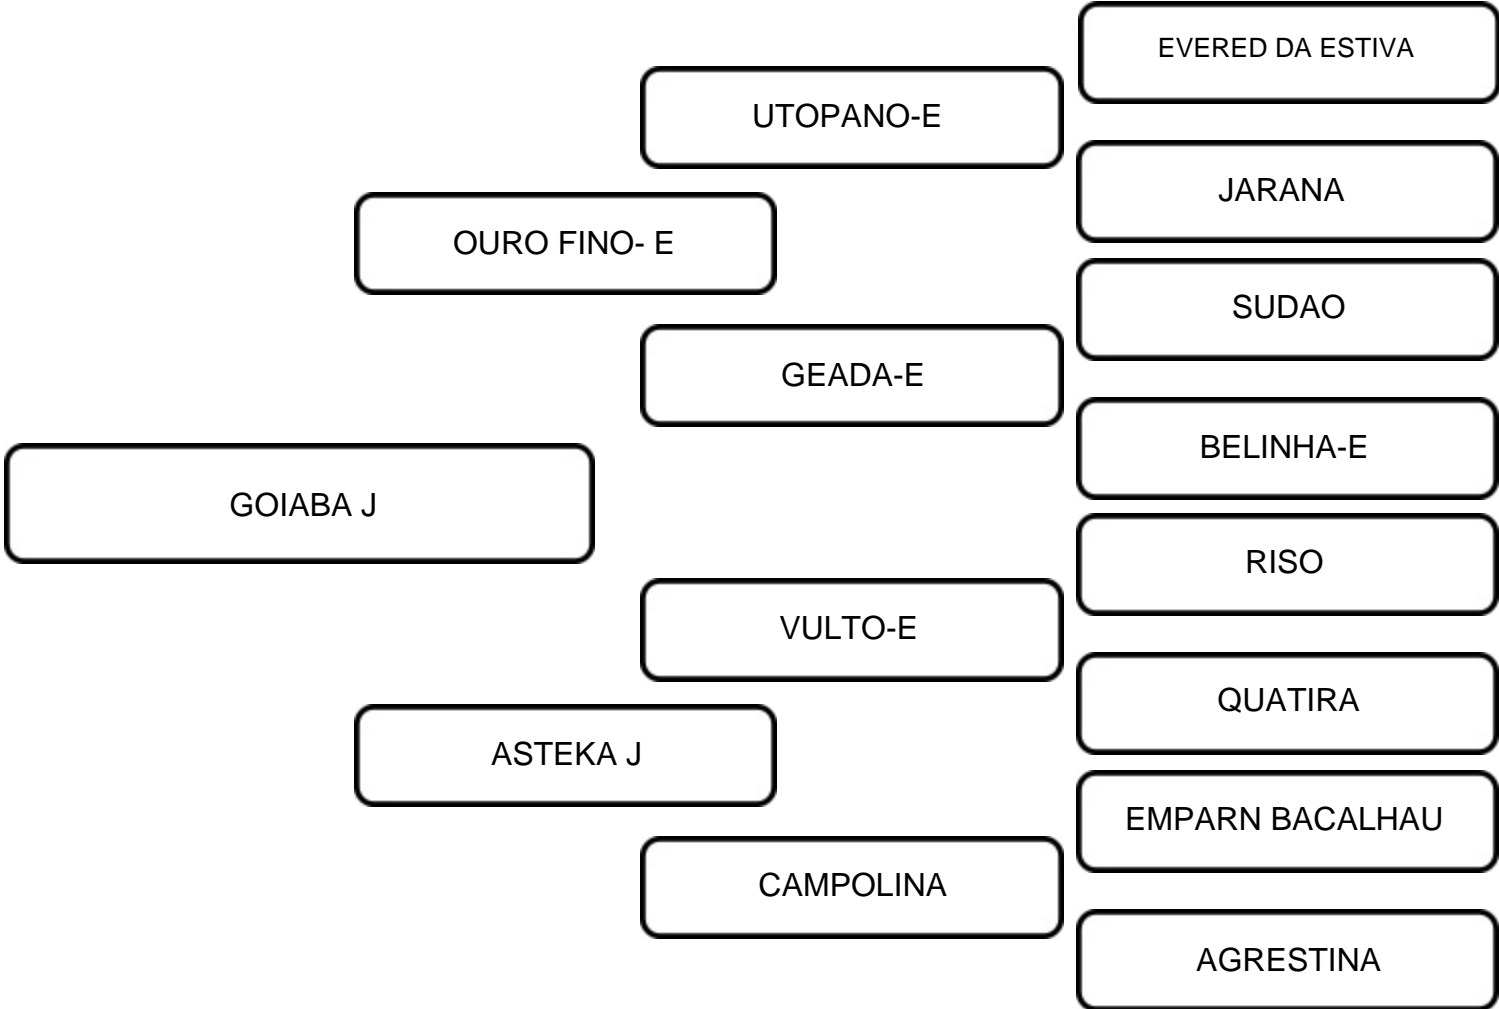 EVERED DA ESTIVA
UTOPANO-E
JARANA
OURO FINO- E
SUDAO
GEADA-E
BELINHA-E
GOIABA J
RISO
VULTO-E
QUATIRA
ASTEKA J
EMPARN BACALHAU
CAMPOLINA
AGRESTINA